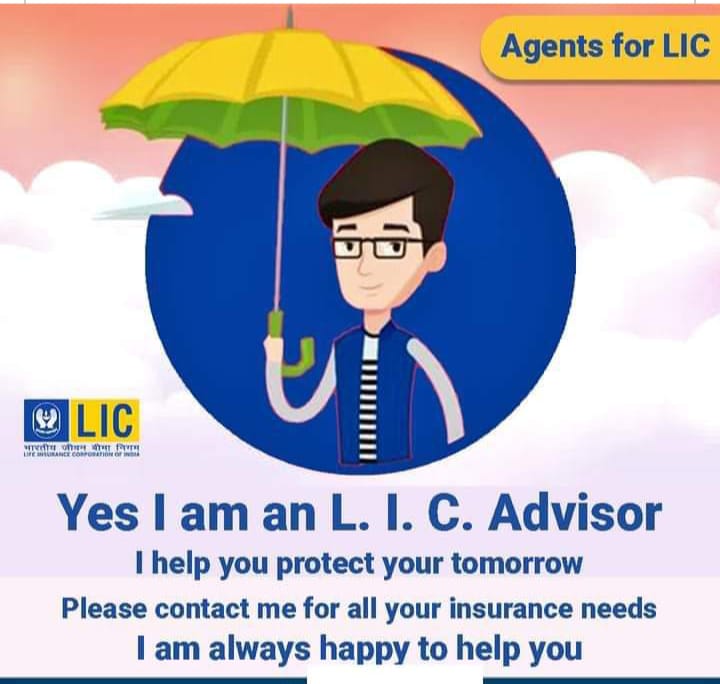 Agents for LIC
LIC
भारतीय जीवन बीमा निगम
LIFE INSURANCE CORPORATION OF INDIA
Yes I am an L. I. C. Advisor
I help you protect your tomorrow
Please contact me for all your insurance needs
I am always happy to help you